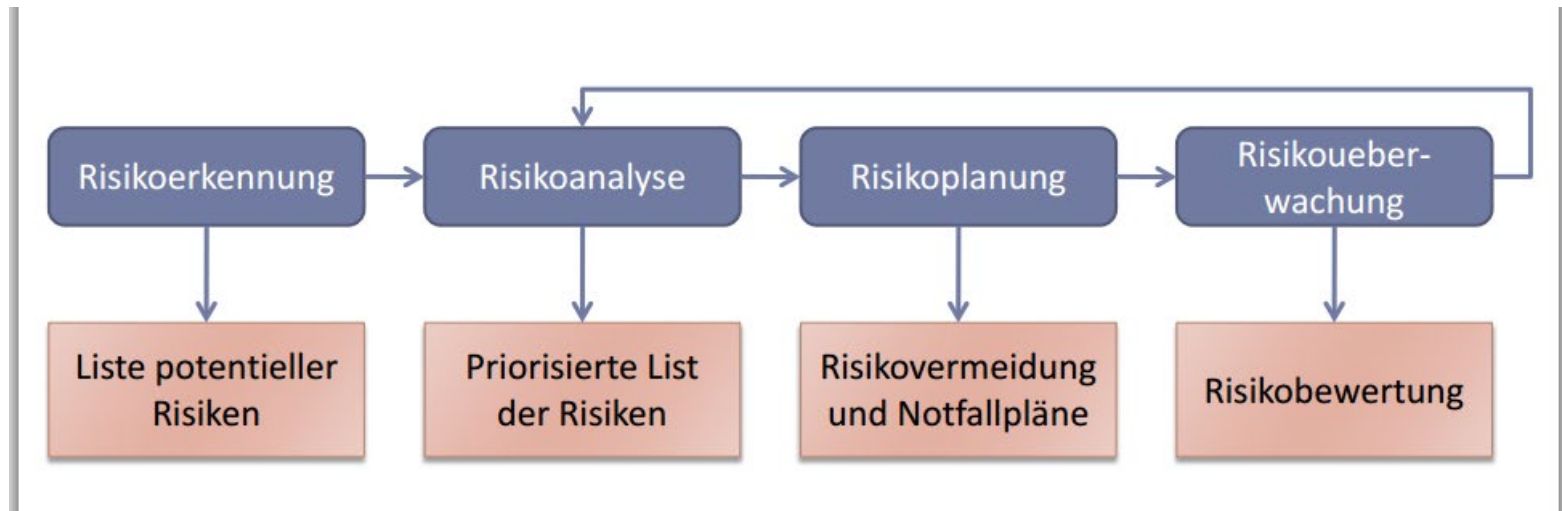 Risikoerkennung
Risikoanalyse
Risikoplanung
Risikoueber-
wachung
Liste potentieller
Risiken
Priorisierte List
der Risiken
Risikovermeidung
und Notfallpläne
Risikobewertung